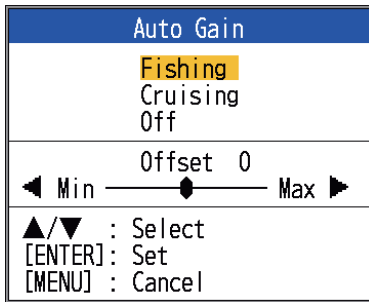 Auto Gain
Fishing
Cruising
Off
Offset 0
◀ Min Max ▶
▲/▼ : Select
[ENTER]: Set
[MENU] : Cancel